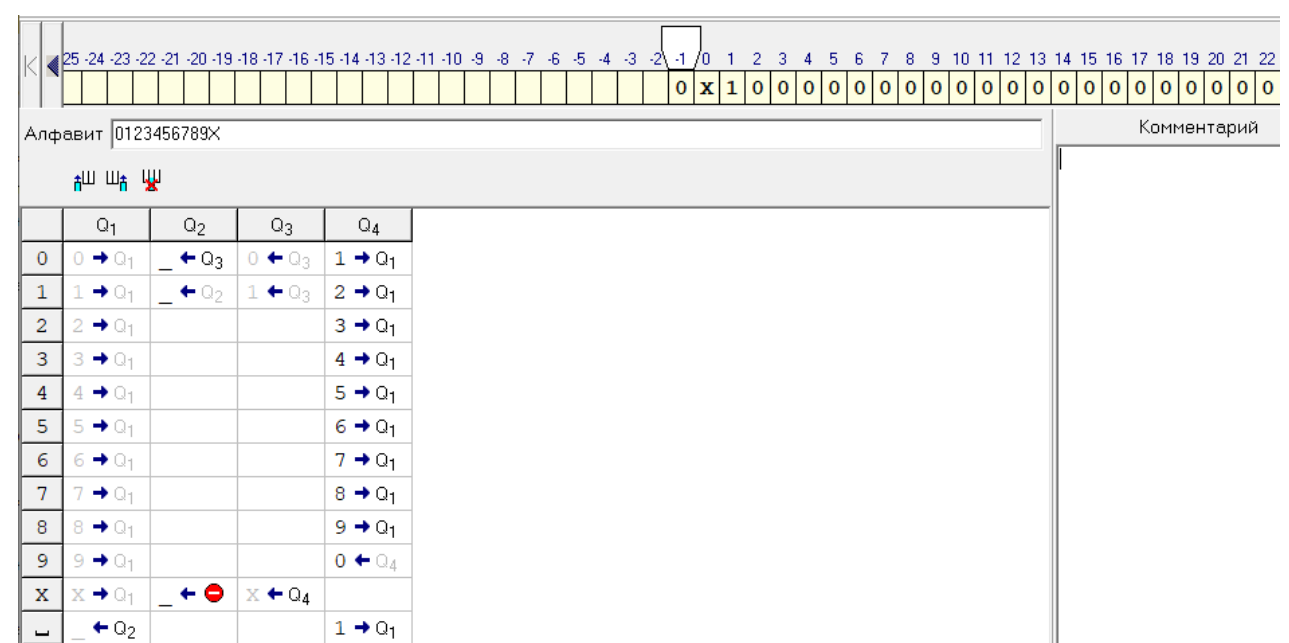 25 -24 -23 -22 -21 -20 -19 -18 -17 -16 -15 -14 -13 -12 -11 -10 -9 -8 -7 -6 -5 -4 -3 -2 -1 0 1 2 3 4 5 6 7 8 9 10 11 12 13 14 15 16 17 18 19 20 21 22
0 X 1 0 0 0 0 0 0 0 0 0 0 0 0 0 0 0 0 0 0 0 0 0
Алфавит 0123456789X Комментарий
Q1 Q2 Q3 Q4
0 0 → Q1 _ ← Q3 0 ← Q3 1 → Q1
1 1 → Q1 _ ← Q2 1 ← Q3 2 → Q1
2 2 → Q1 3 → Q1
3 3 → Q1 4 → Q1
4 4 → Q1 5 → Q1
5 5 → Q1 6 → Q1
6 6 → Q1 7 → Q1
7 7 → Q1 8 → Q1
8 8 → Q1 9 → Q1
9 9 → Q1 0 ← Q4
X X → Q1 _ ← X ← Q4
_ ← Q2 1 → Q1